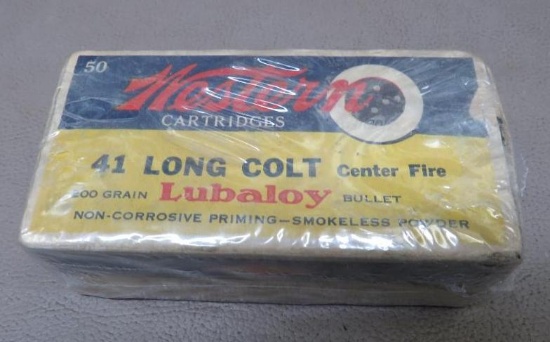 50
Western
CARTRIDGES
41 LONG COLT Center Fire
200 GRAIN Lubaloy BULLET
NON-CORROSIVE PRIMING—SMOKELESS POWDER